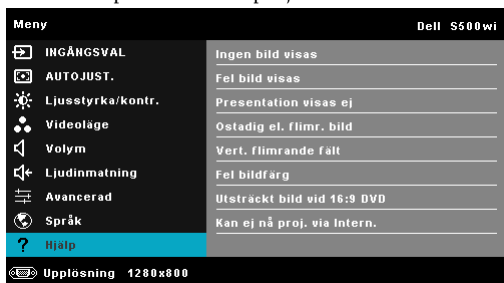 Meny
Dell S500wi
INGÅNGSVAL
AUTOJUST.
Ljusstyrka/kontr.
Videoläge
Volym
Ljudinmatning
Avancerad
Språk
? Hjälp
Ingen bild visas
Fel bild visas
Presentation visas ej
Ostadig el. flimr. bild
Vert. flimrande fält
Fel bildfärg
Utsträckt bild vid 16:9 DVD
Kan ej nå proj. via Intern.
Upplösning 1280x800